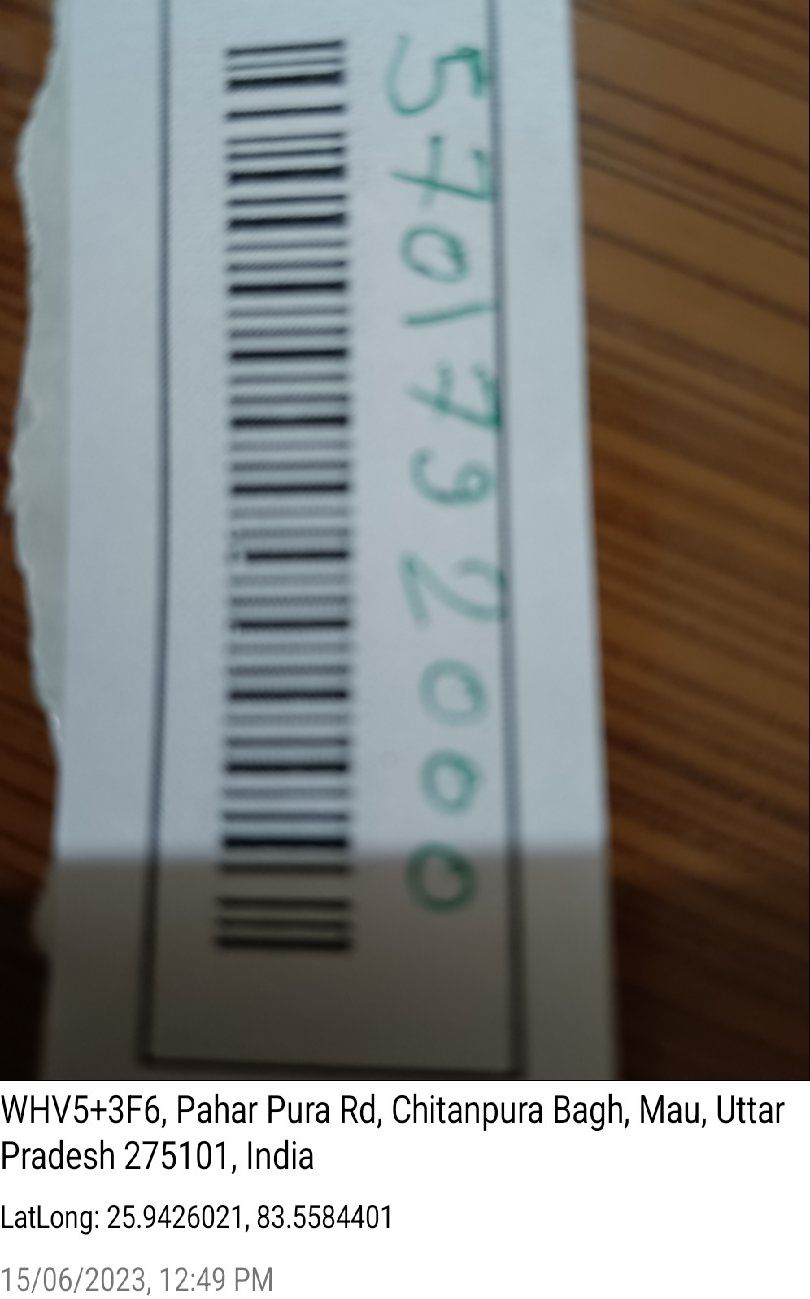 5701792000
WHV5+3F6, Pahar Pura Rd, Chitanpura Bagh, Mau, Uttar
Pradesh 275101, India
LatLong: 25.9426021, 83.5584401
15/06/2023, 12:49 PM